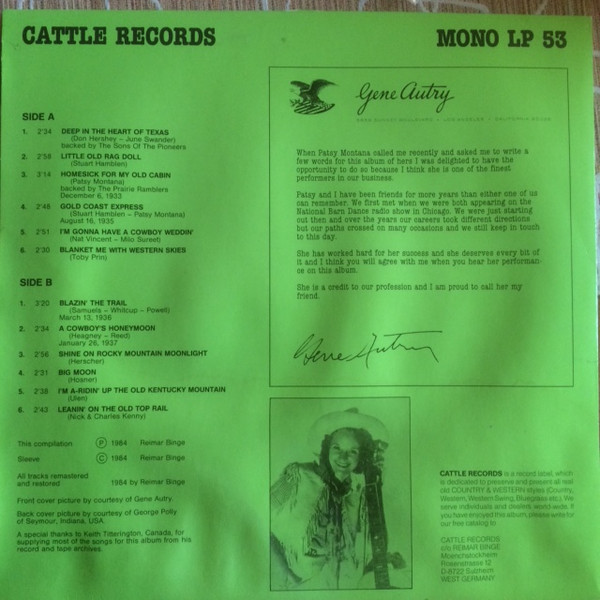 CATTLE RECORDS
MONO LP 53
SIDE A
1. 2'34 DEEP IN THE HEART OF TEXAS
(Don Hershey - June Swander)
backed by The Sons Of The Pioneers
2. 2'58 LITTLE OLD RAG DOLL
(Stuart Hamblen)
3. 3'14 HOMESICK FOR MY OLD CABIN
(Patsy Montana)
backed by The Prairie Ramblers
December 6, 1933
4. 2'48 GOLD COAST EXPRESS
(Stuart Hamblen - Patsy Montana)
August 16, 1935
5. 2'51 I'M GONNA HAVE A COWBOY WEDDIN'
(Nat Vincent - Milo Sureet)
6. 2'30 BLANKET ME WITH WESTERN SKIES
(Toby Prin)
SIDE B
1. 3'20 BLAZIN' THE TRAIL
(Samuels - Whitcup - Powell)
March 13, 1936
2. 2'34 A COWBOY'S HONEYMOON
(Heagney - Reed)
January 26, 1937
3. 2'56 SHINE ON ROCKY MOUNTAIN MOONLIGHT
(Herscher)
4. 2'31 BIG MOON
(Hosner)
5. 2'38 I'M A-RIDIN' UP THE OLD KENTUCKY MOUNTAIN
(Ullen)
6. 2'43 LEANIN' ON THE OLD TOP RAIL
(Nick & Charles Kenny)
This compilation Ⓟ 1984 Reimar Binge
Sleeve © 1984 Reimar Binge
All tracks remastered
and restored 1984 by Reimar Binge
Front cover picture by courtesy of Gene Autry.
Back cover picture by courtesy of George Polly
of Seymour, Indiana, USA.
A special thanks to Keith Titterington, Canada, for
supplying most of the songs for this album from his
record and tape archives.
Gene Autry
When Patsy Montana called me recently and asked me to write a
few words for this album of hers I was delighted to have the
opportunity to do so because I think she is one of the finest
performers in our business.
Patsy and I have been friends for more years than either one of us
can remember. We first met when we were both appearing on the
National Barn Dance radio show in Chicago. We were just starting
out then and over the years our careers took different directions
but our paths crossed on many occasions and we still keep in touch
to this day.
She has worked hard for her success and she deserves every bit of
it and I think you will agree with me when you hear her performan-
ce on this album.
She is a credit to our profession and I am proud to call her my
friend.
Gene Autry
CATTLE RECORDS is a record label, which
is dedicated to preserve and present all real
old COUNTRY & WESTERN styles (Country,
Western, Western Swing, Bluegrass etc.). We
serve individuals and dealers world-wide. If
you have enjoyed this album, please write for
our free catalog to
CATTLE RECORDS
c/o REIMAR BINGE
Moenchstockheim
Rosenstrasse 12
D-8722 Sulzheim
WEST GERMANY